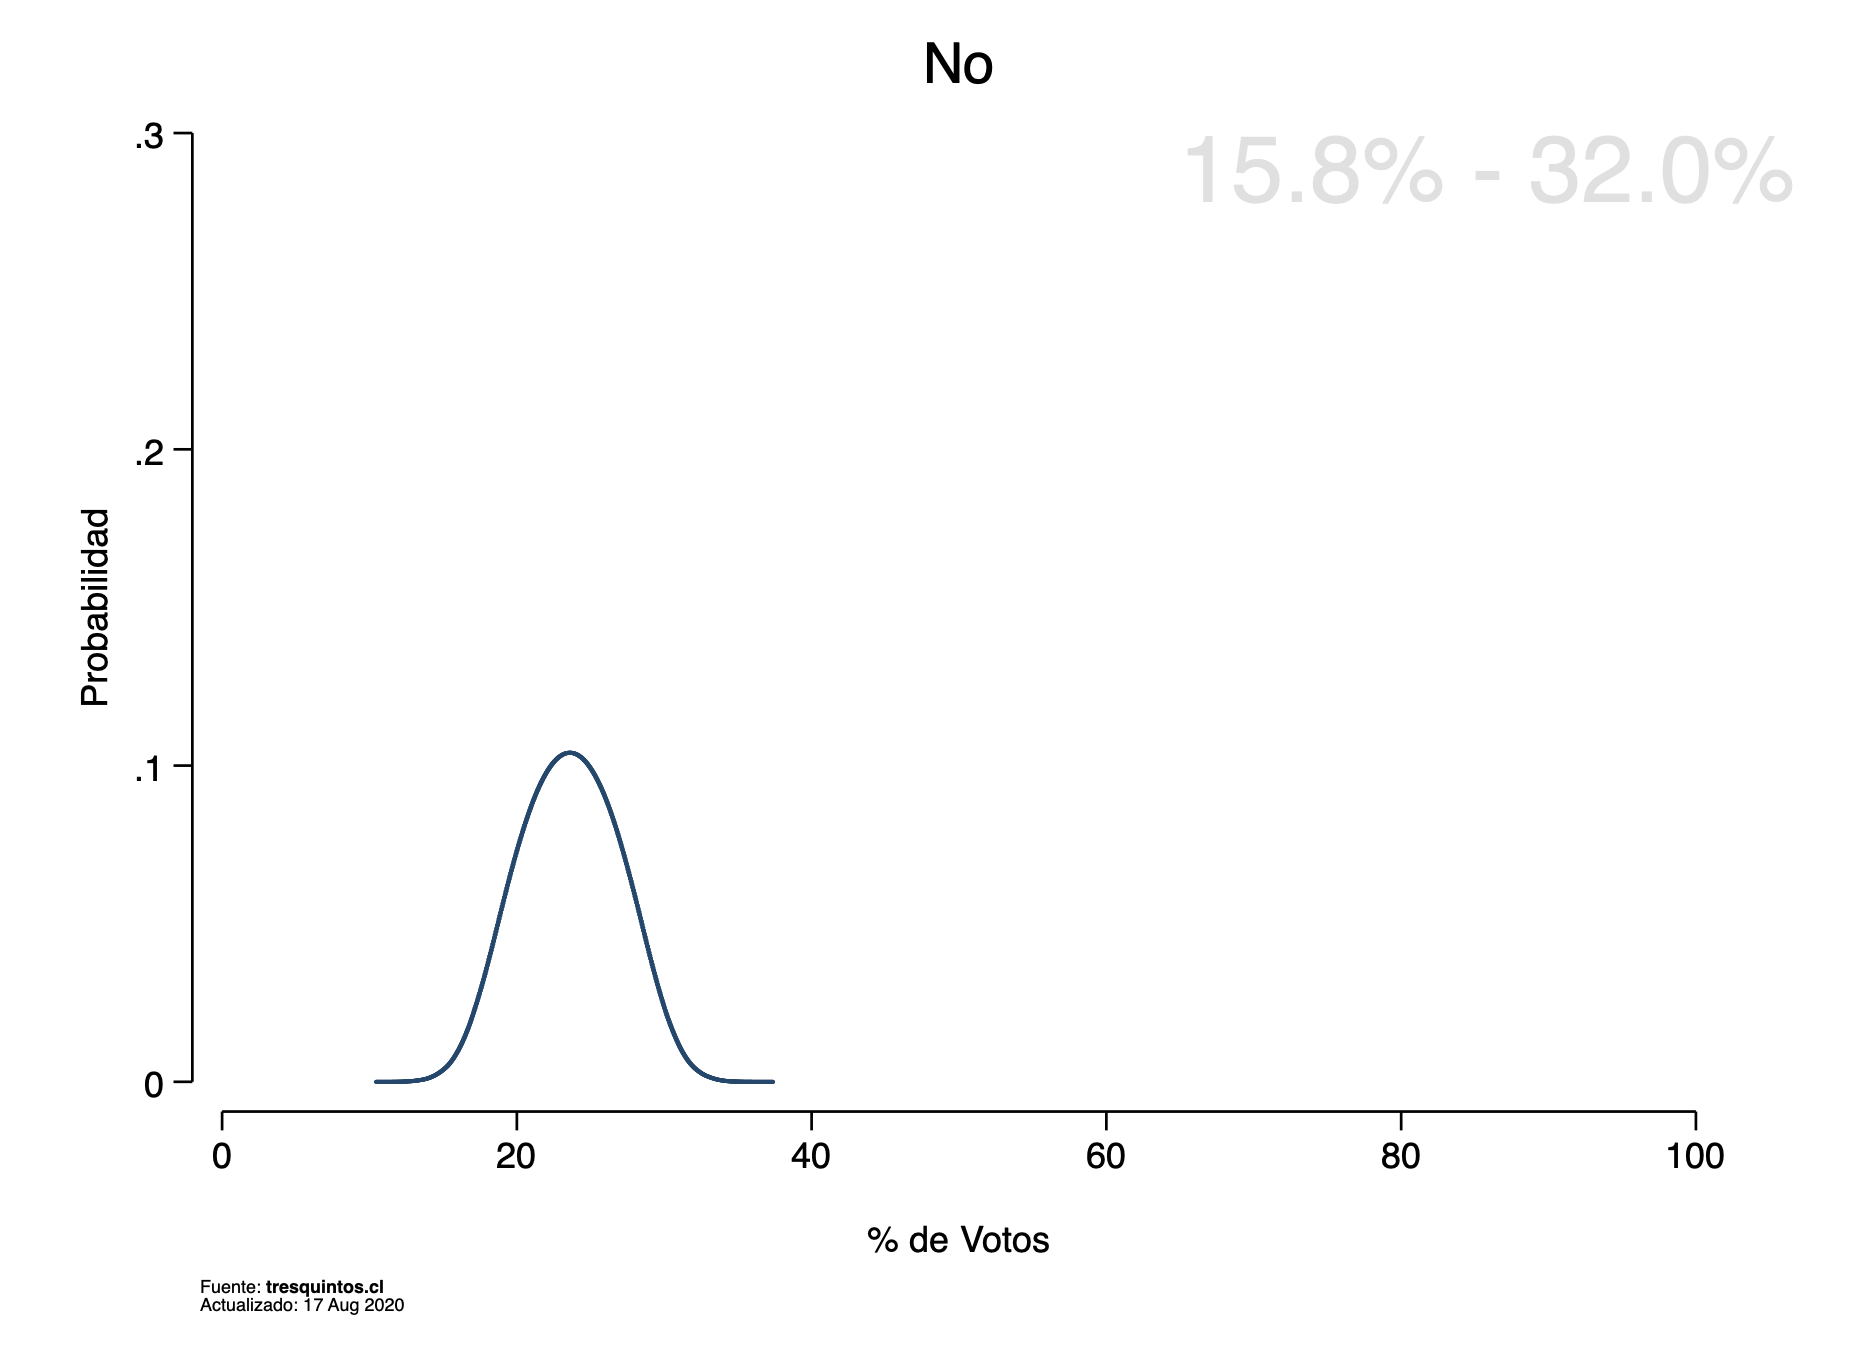 No
15.8% - 32.0%
.3
.2
.1
0
Probabilidad
0 20 40 60 80 100
% de Votos
Fuente: tresquintos.cl
Actualizado: 17 Aug 2020